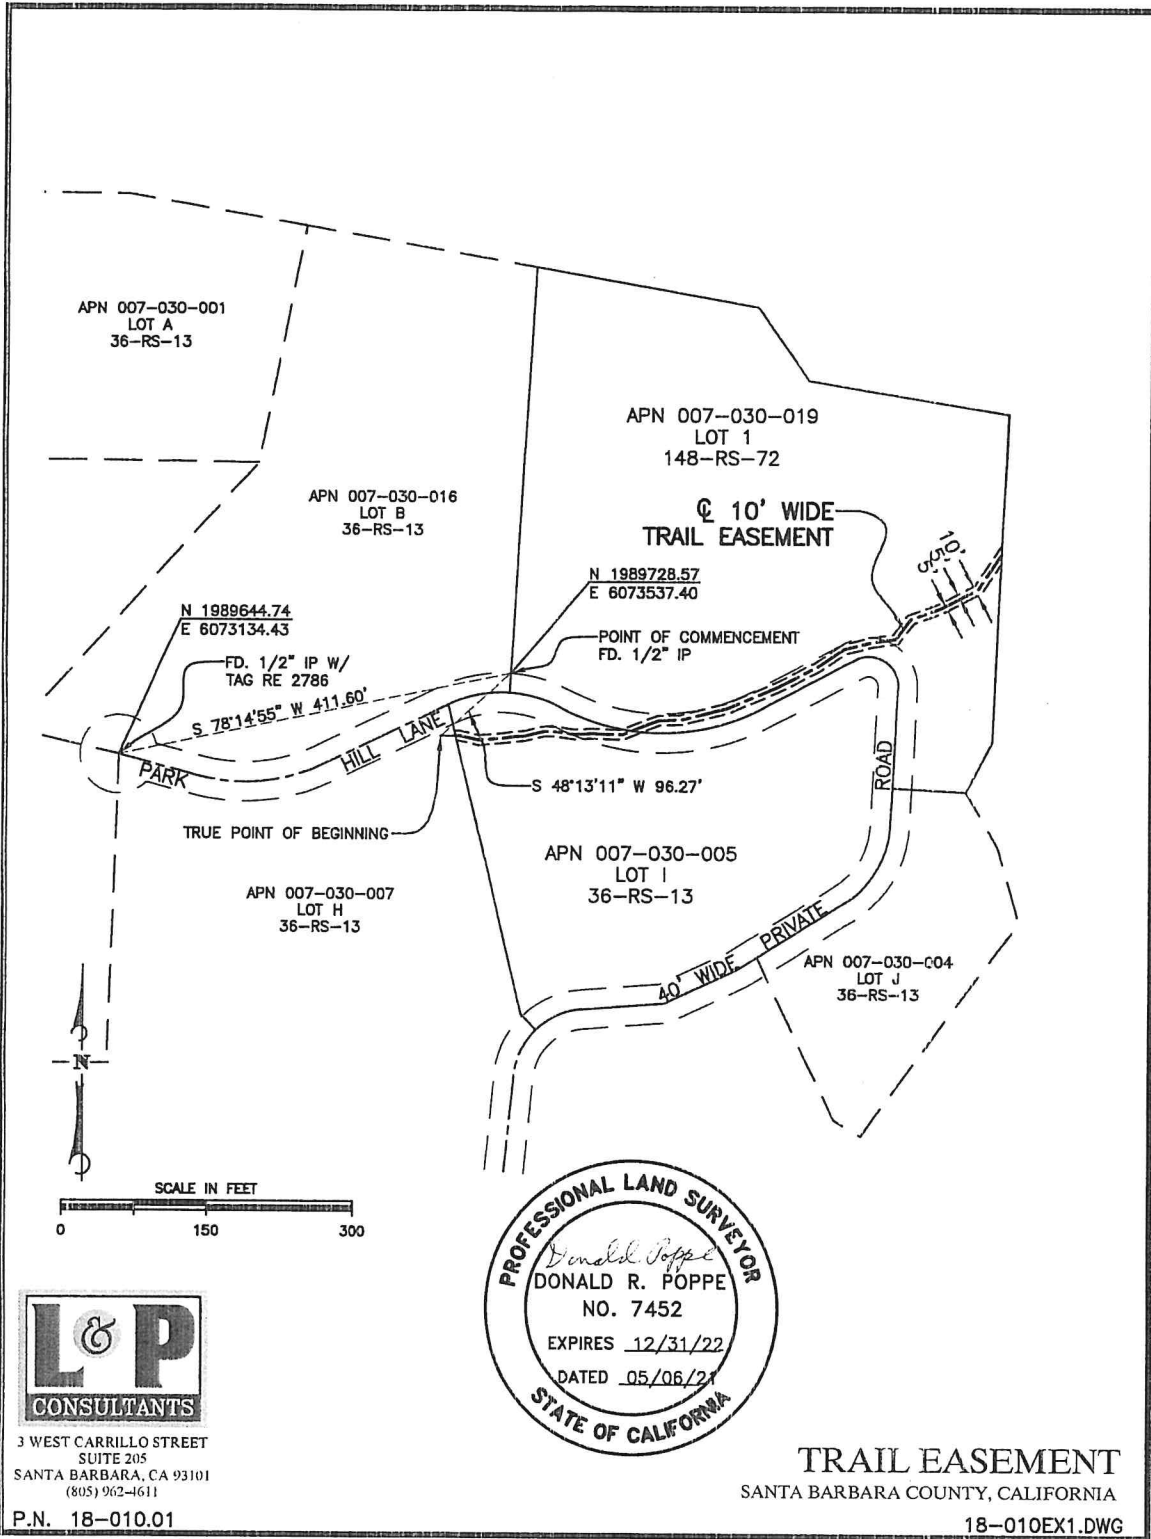 APN 007-030-001
LOT A
36-RS-13
APN 007-030-019
LOT 1
148-RS-72
APN 007-030-016
LOT B
36-RS-13
℄ 10' WIDE
TRAIL EASEMENT
10'
5'
5'
N 1989728.57
E 6073537.40
N 1989644.74
E 6073134.43
POINT OF COMMENCEMENT
FD. 1/2" IP
FD. 1/2" IP W/
TAG RE 2786
S 78°14'55" W 411.60'
PARK HILL LANE
S 48°13'11" W 96.27'
TRUE POINT OF BEGINNING
APN 007-030-005
LOT I
36-RS-13
APN 007-030-007
LOT H
36-RS-13
40' WIDE PRIVATE ROAD
APN 007-030-004
LOT J
36-RS-13
N
SCALE IN FEET
0 150 300
PROFESSIONAL LAND SURVEYOR
Donald Poppe
DONALD R. POPPE
NO. 7452
EXPIRES 12/31/22
DATED 05/06/21
STATE OF CALIFORNIA
L&P
CONSULTANTS
3 WEST CARRILLO STREET
SUITE 205
SANTA BARBARA, CA 93101
(805) 962-4611
P.N. 18-010.01
TRAIL EASEMENT
SANTA BARBARA COUNTY, CALIFORNIA
18-010EX1.DWG